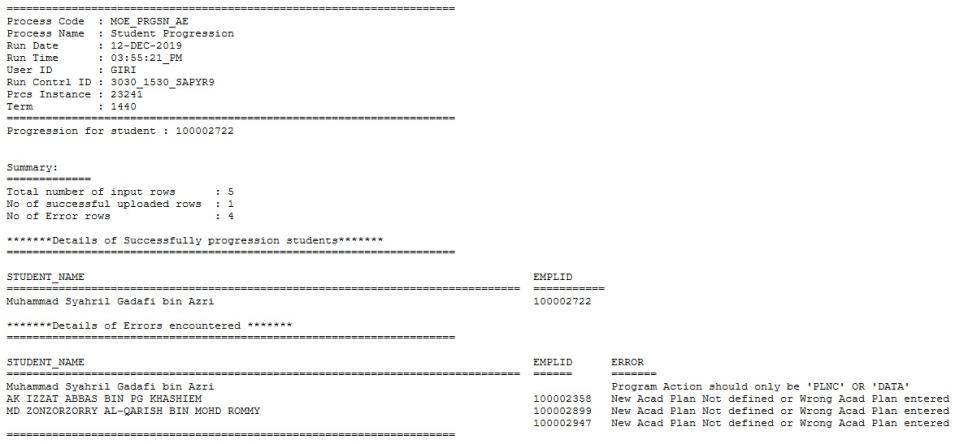 ================================================================
Process Code  : MOE_PRGSN_AE
Process Name  : Student Progression
Run Date      : 12-DEC-2019
Run Time      : 03:55:21_PM
User ID       : GIRI
Run Contrl ID : 3030_1530_SAPYR9
Prcs Instance : 23241
Term          : 1440
================================================================
Progression for student : 100002722
Summary:
=============
Total number of input rows      : 5
No of successful uploaded rows  : 1
No of Error rows                : 4
*******Details of Successfully progression students*******
================================================================
STUDENT_NAME EMPLID
================================================================ ===========
Muhammad Syahril Gadafi bin Azri 100002722
*******Details of Errors encountered *******
================================================================
STUDENT_NAME EMPLID ERROR
================================================================ ====== =======
Muhammad Syahril Gadafi bin Azri Program Action should only be 'PLNC' OR 'DATA'
AK IZZAT ABBAS BIN PG KHASHIEM 100002358 New Acad Plan Not defined or Wrong Acad Plan entered
MD ZONZORZORRY AL-QARISH BIN MOHD ROMMY 100002899 New Acad Plan Not defined or Wrong Acad Plan entered
100002947 New Acad Plan Not defined or Wrong Acad Plan entered
================================================================